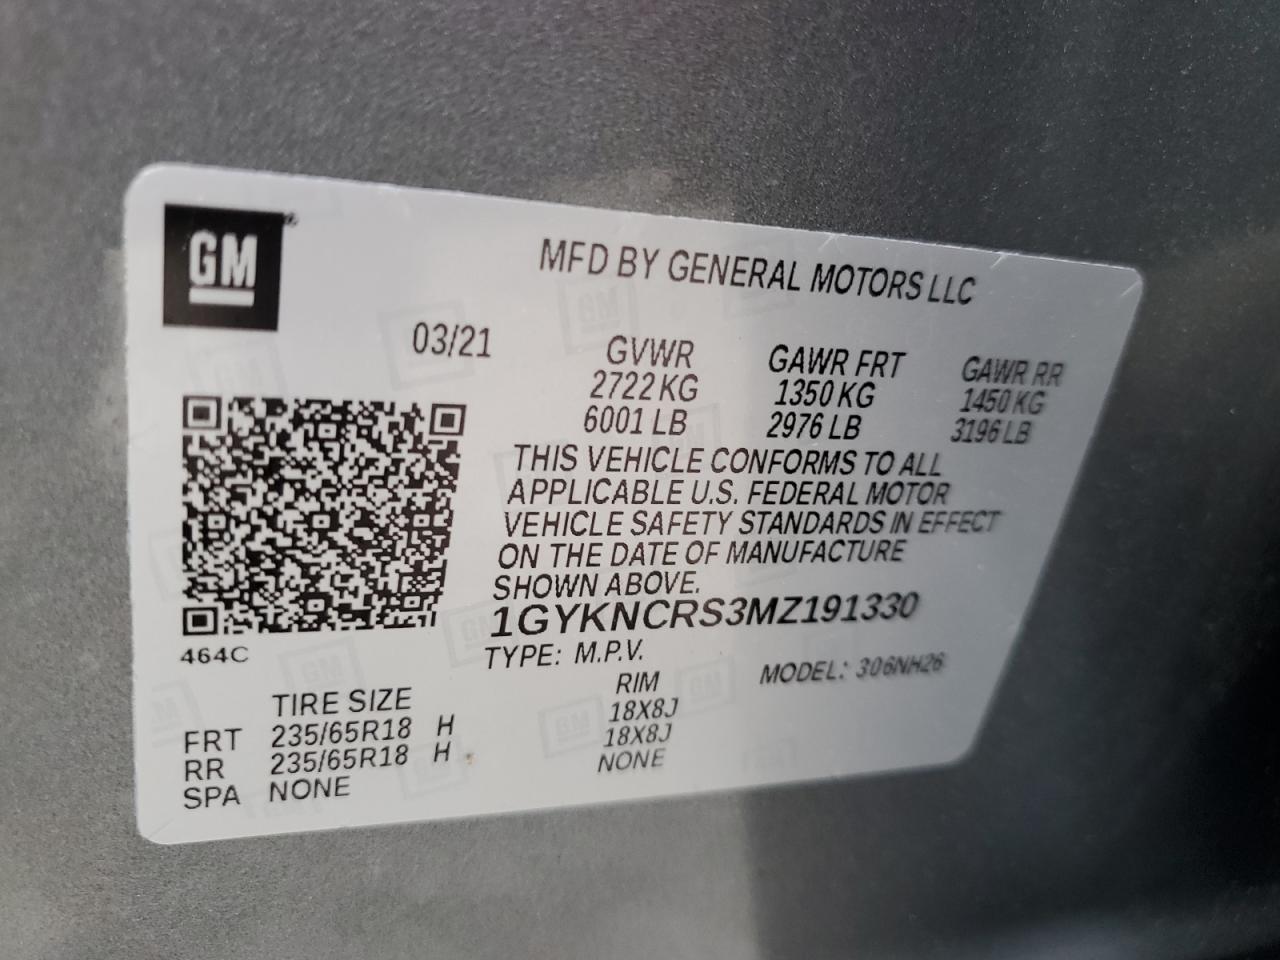 GM
MFD BY GENERAL MOTORS LLC
03/21
GVWR GAWR FRT GAWR RR
2722 KG 1350 KG 1450 KG
6001 LB 2976 LB 3196 LB
THIS VEHICLE CONFORMS TO ALL
APPLICABLE U.S. FEDERAL MOTOR
VEHICLE SAFETY STANDARDS IN EFFECT
ON THE DATE OF MANUFACTURE
SHOWN ABOVE.
1GYKNCRS3MZ191330
464C
TYPE: M.P.V. MODEL: 306NH26
TIRE SIZE RIM
FRT 235/65R18 H 18X8J
RR 235/65R18 H 18X8J
SPA NONE NONE